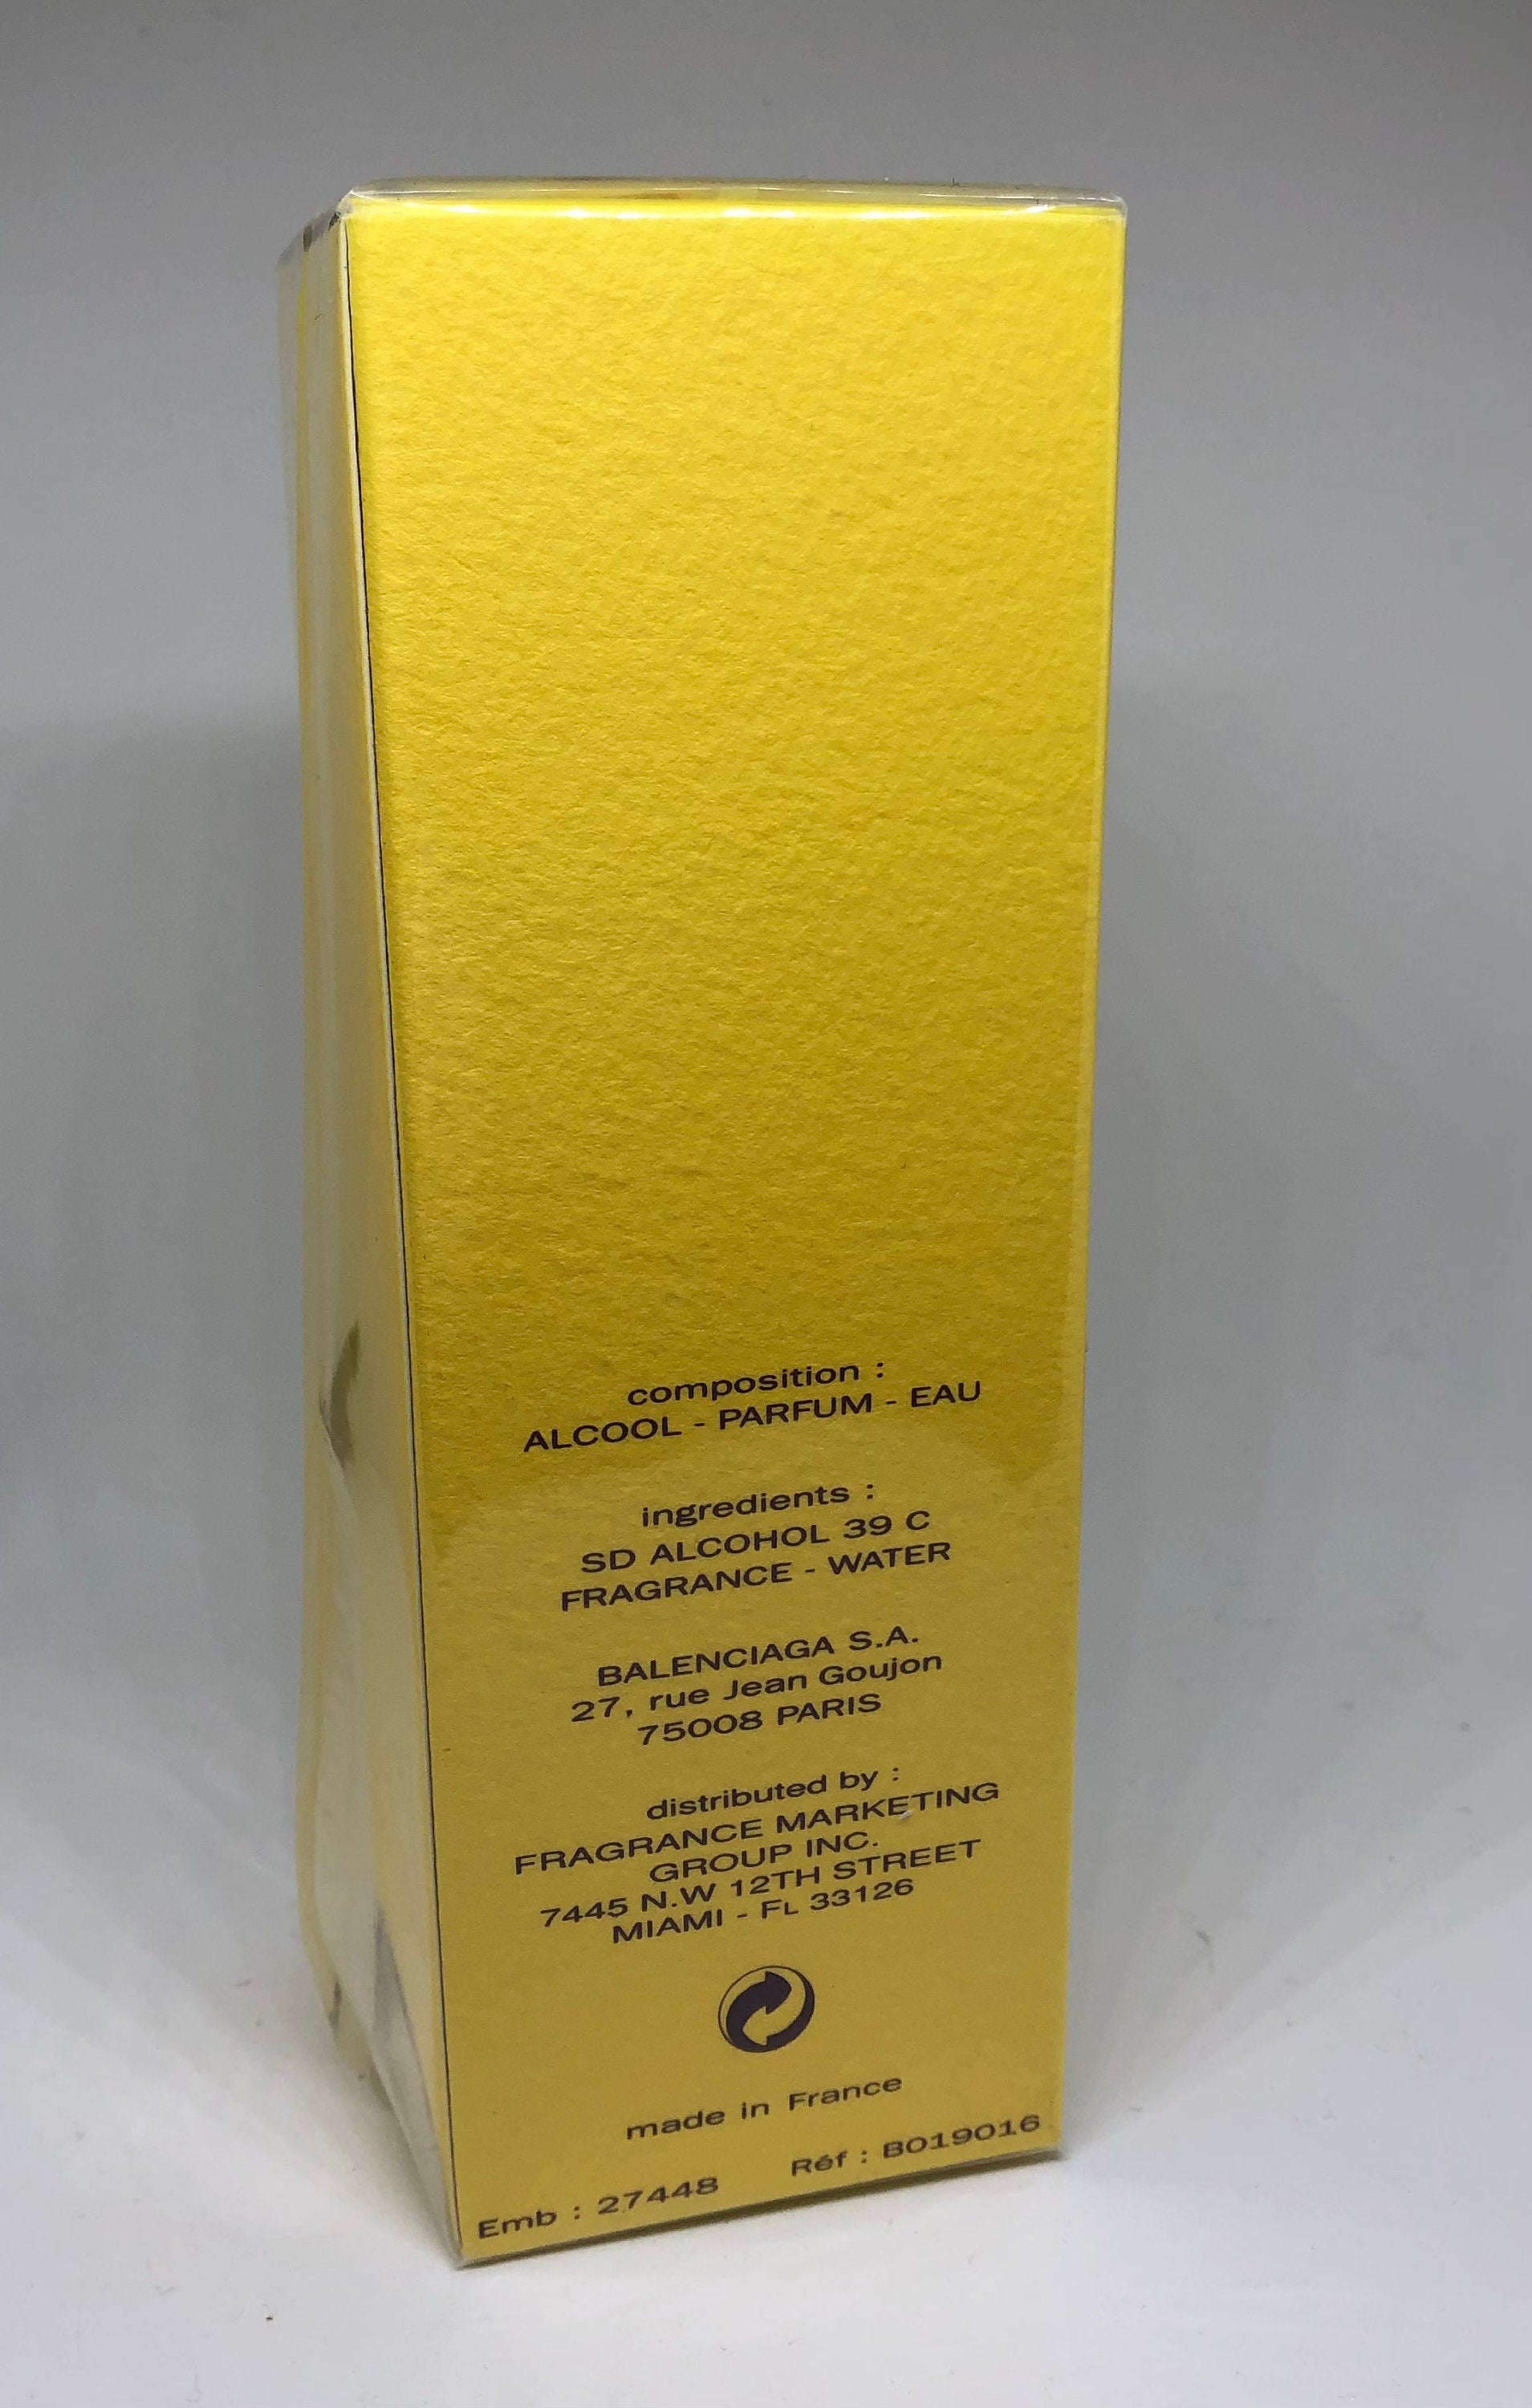 composition :
ALCOOL - PARFUM - EAU
ingredients :
SD ALCOHOL 39 C
FRAGRANCE - WATER
BALENCIAGA S.A.
27, rue Jean Goujon
75008 PARIS
distributed by :
FRAGRANCE MARKETING
GROUP INC.
7445 N.W 12TH STREET
MIAMI - FL 33126
made in France
Emb : 27448 Réf : B019016